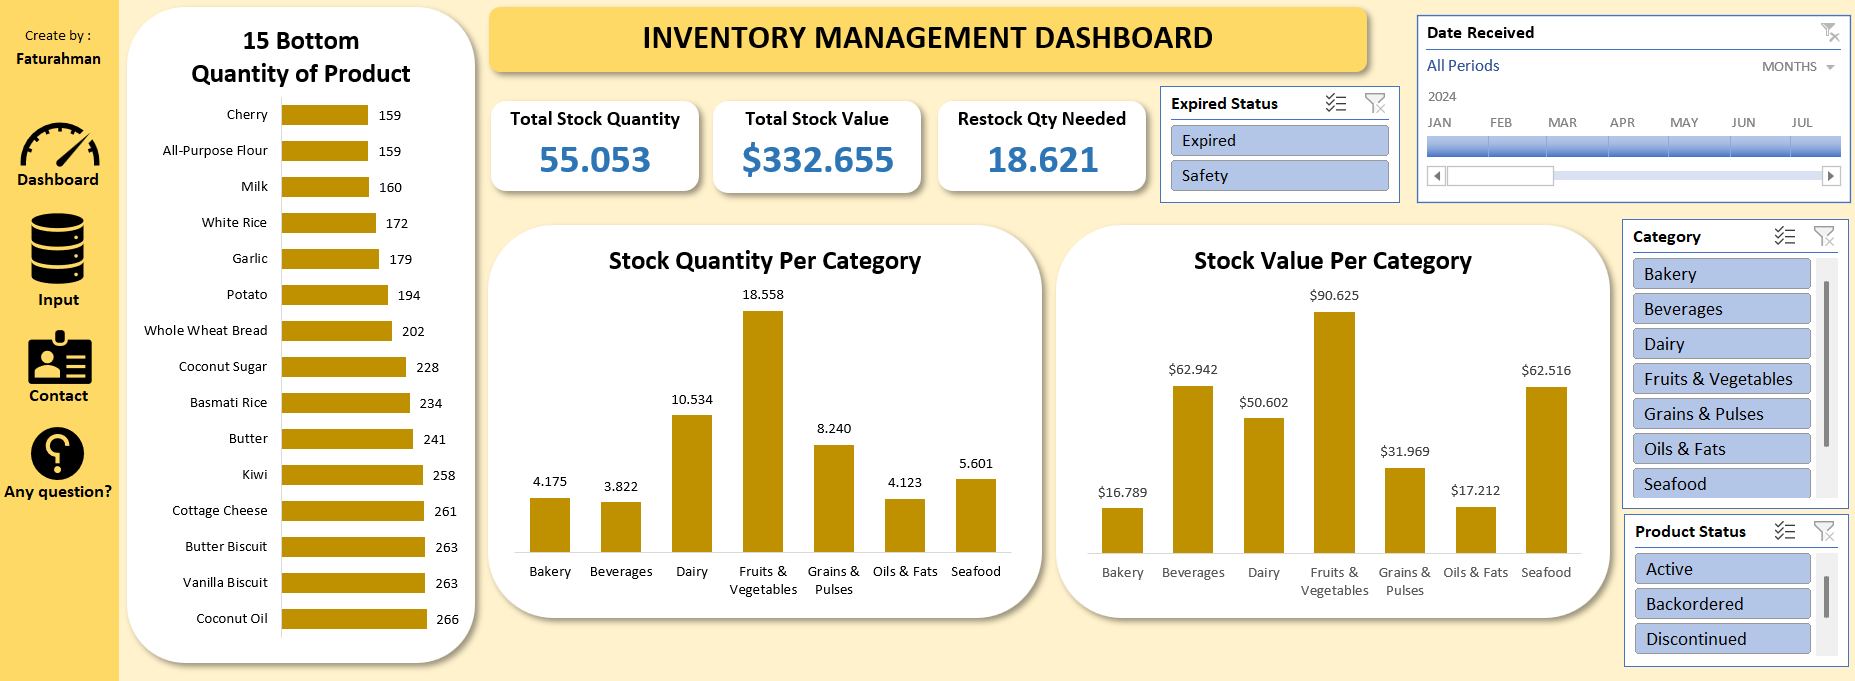 Create by :
Faturahman
Dashboard
Input
Contact
Any question?
15 Bottom
Quantity of Product
Cherry 159
All-Purpose Flour 159
Milk 160
White Rice 172
Garlic 179
Potato 194
Whole Wheat Bread 202
Coconut Sugar 228
Basmati Rice 234
Butter 241
Kiwi 258
Cottage Cheese 261
Butter Biscuit 263
Vanilla Biscuit 263
Coconut Oil 266
INVENTORY MANAGEMENT DASHBOARD
Total Stock Quantity
55.053
Total Stock Value
$332.655
Restock Qty Needed
18.621
Expired Status
Expired
Safety
Date Received
All Periods MONTHS
2024
JAN FEB MAR APR MAY JUN JUL
Stock Quantity Per Category
4.175 3.822 10.534 18.558 8.240 4.123 5.601
Bakery Beverages Dairy Fruits & Grains & Oils & Fats Seafood
Vegetables Pulses
Stock Value Per Category
$16.789 $62.942 $50.602 $90.625 $31.969 $17.212 $62.516
Bakery Beverages Dairy Fruits & Grains & Oils & Fats Seafood
Vegetables Pulses
Category
Bakery
Beverages
Dairy
Fruits & Vegetables
Grains & Pulses
Oils & Fats
Seafood
Product Status
Active
Backordered
Discontinued